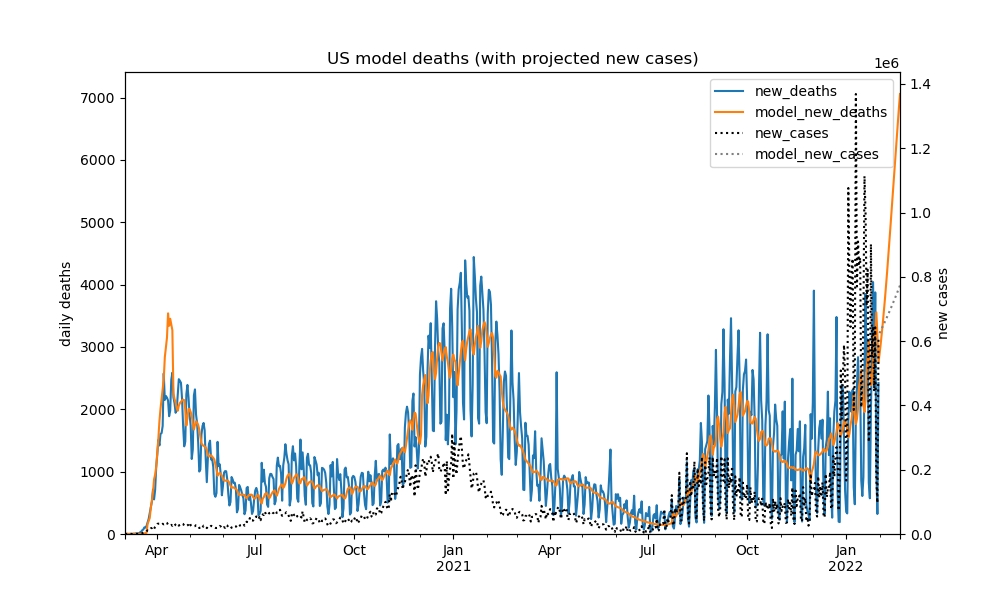 US model deaths (with projected new cases)
1e6
new_deaths
model_new_deaths
new_cases
model_new_cases
7000
6000
5000
4000
3000
2000
1000
0
daily deaths
1.4
1.2
1.0
0.8
0.6
0.4
0.2
0.0
new cases
Apr Jul Oct Jan Apr Jul Oct Jan
2021 2022